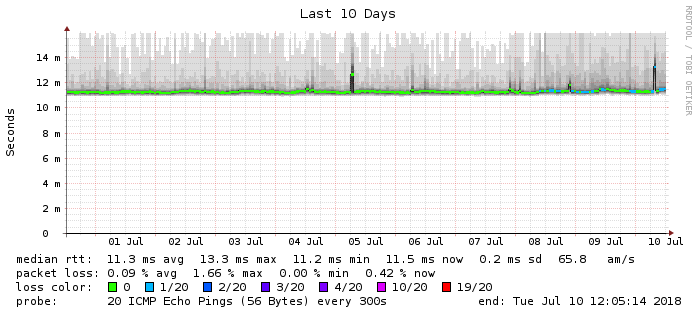 Last 10 Days
RRDTOOL / TOBI OETIKER
Seconds
14 m
12 m
10 m
8 m
6 m
4 m
2 m
0
01 Jul 02 Jul 03 Jul 04 Jul 05 Jul 06 Jul 07 Jul 08 Jul 09 Jul 10 Jul
median rtt: 11.3 ms avg 13.3 ms max 11.2 ms min 11.5 ms now 0.2 ms sd 65.8 am/s
packet loss: 0.09 % avg 1.66 % max 0.00 % min 0.42 % now
loss color: 0 1/20 2/20 3/20 4/20 10/20 19/20
probe: 20 ICMP Echo Pings (56 Bytes) every 300s end: Tue Jul 10 12:05:14 2018